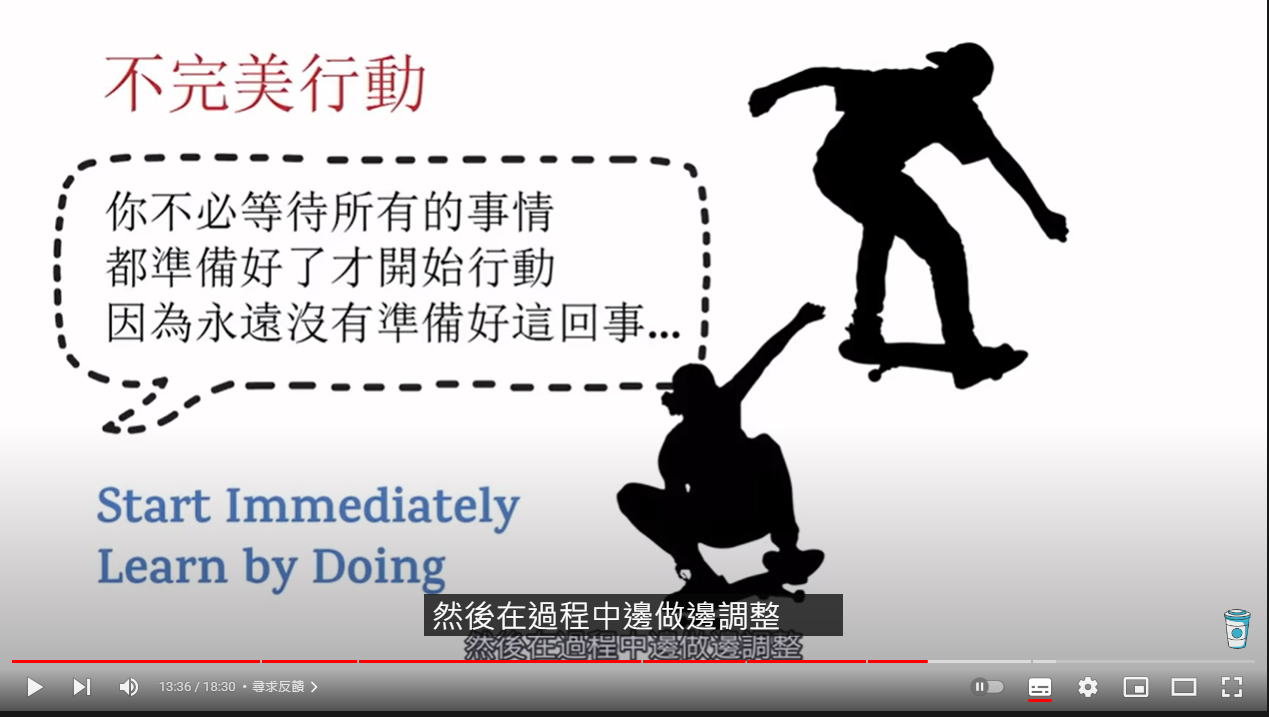 不完美行動
你不必等待所有的事情
都準備好了才開始行動
因為永遠沒有準備好這回事...
Start Immediately
Learn by Doing
然後在過程中邊做邊調整
然後在過程中邊做邊調整
13:36 / 18:30 • 尋求反饋